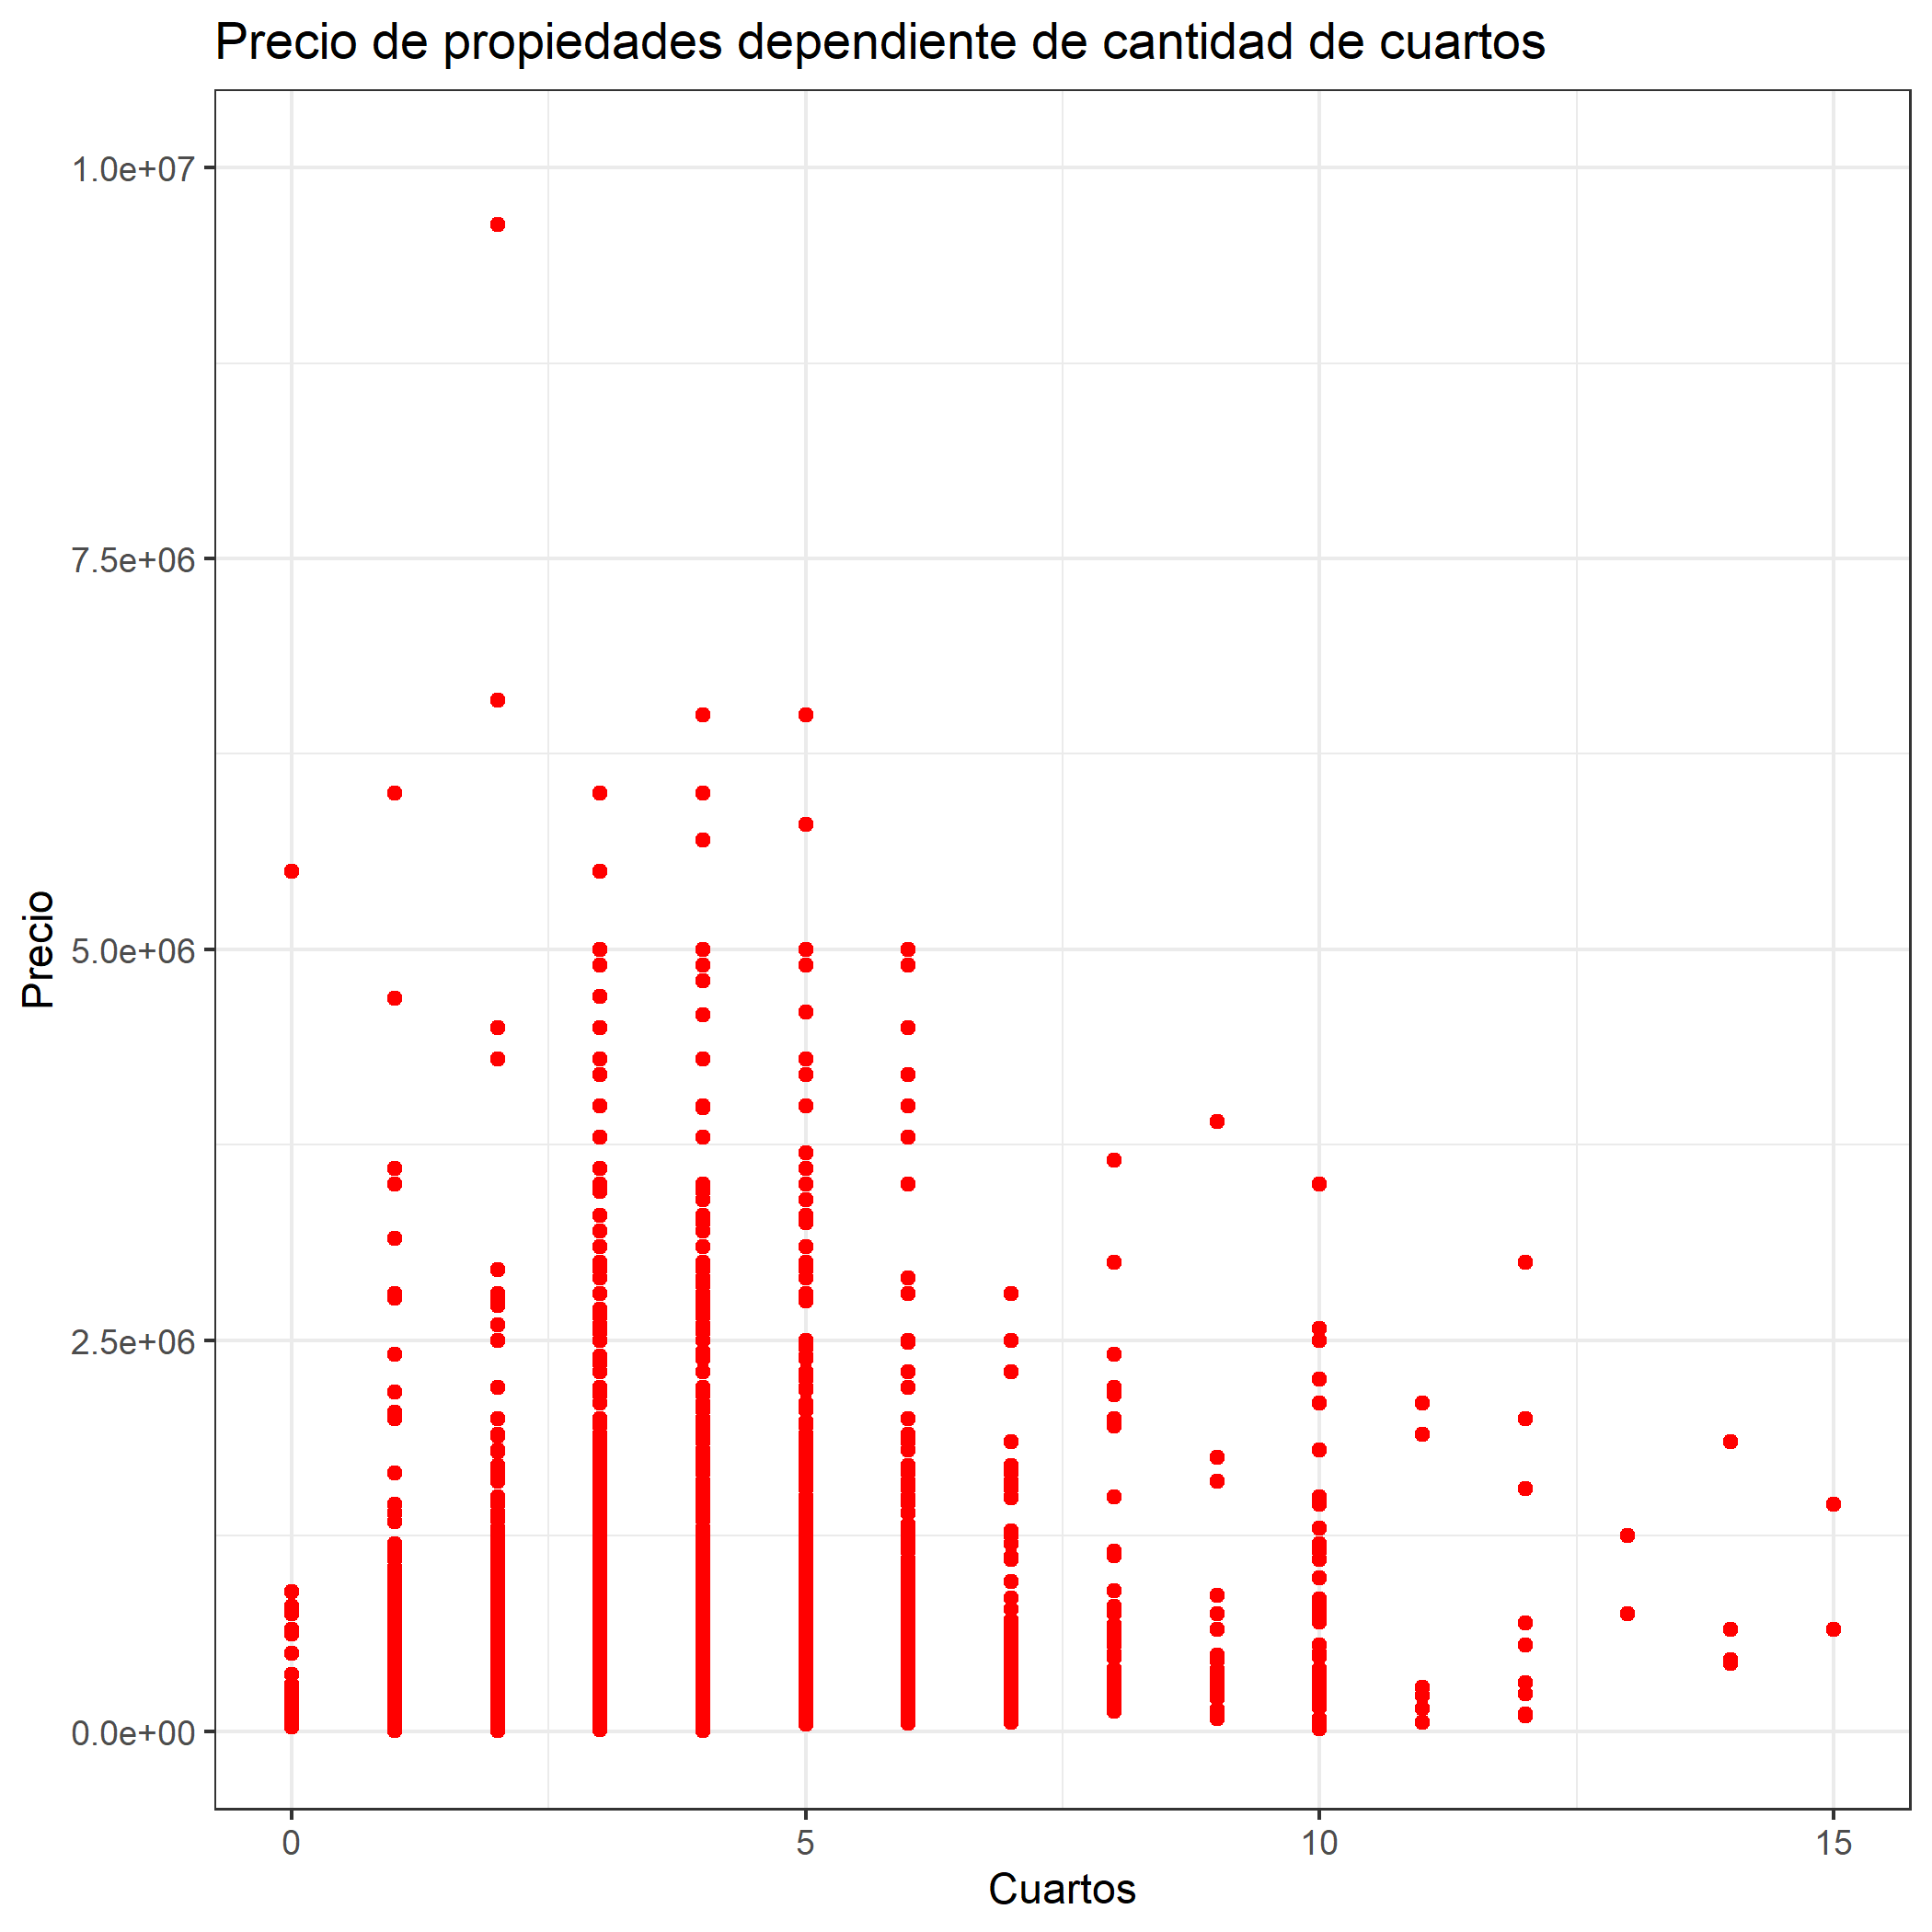 Precio de propiedades dependiente de cantidad de cuartos
1.0e+07
7.5e+06
5.0e+06
2.5e+06
0.0e+00
Precio
0 5 10 15
Cuartos